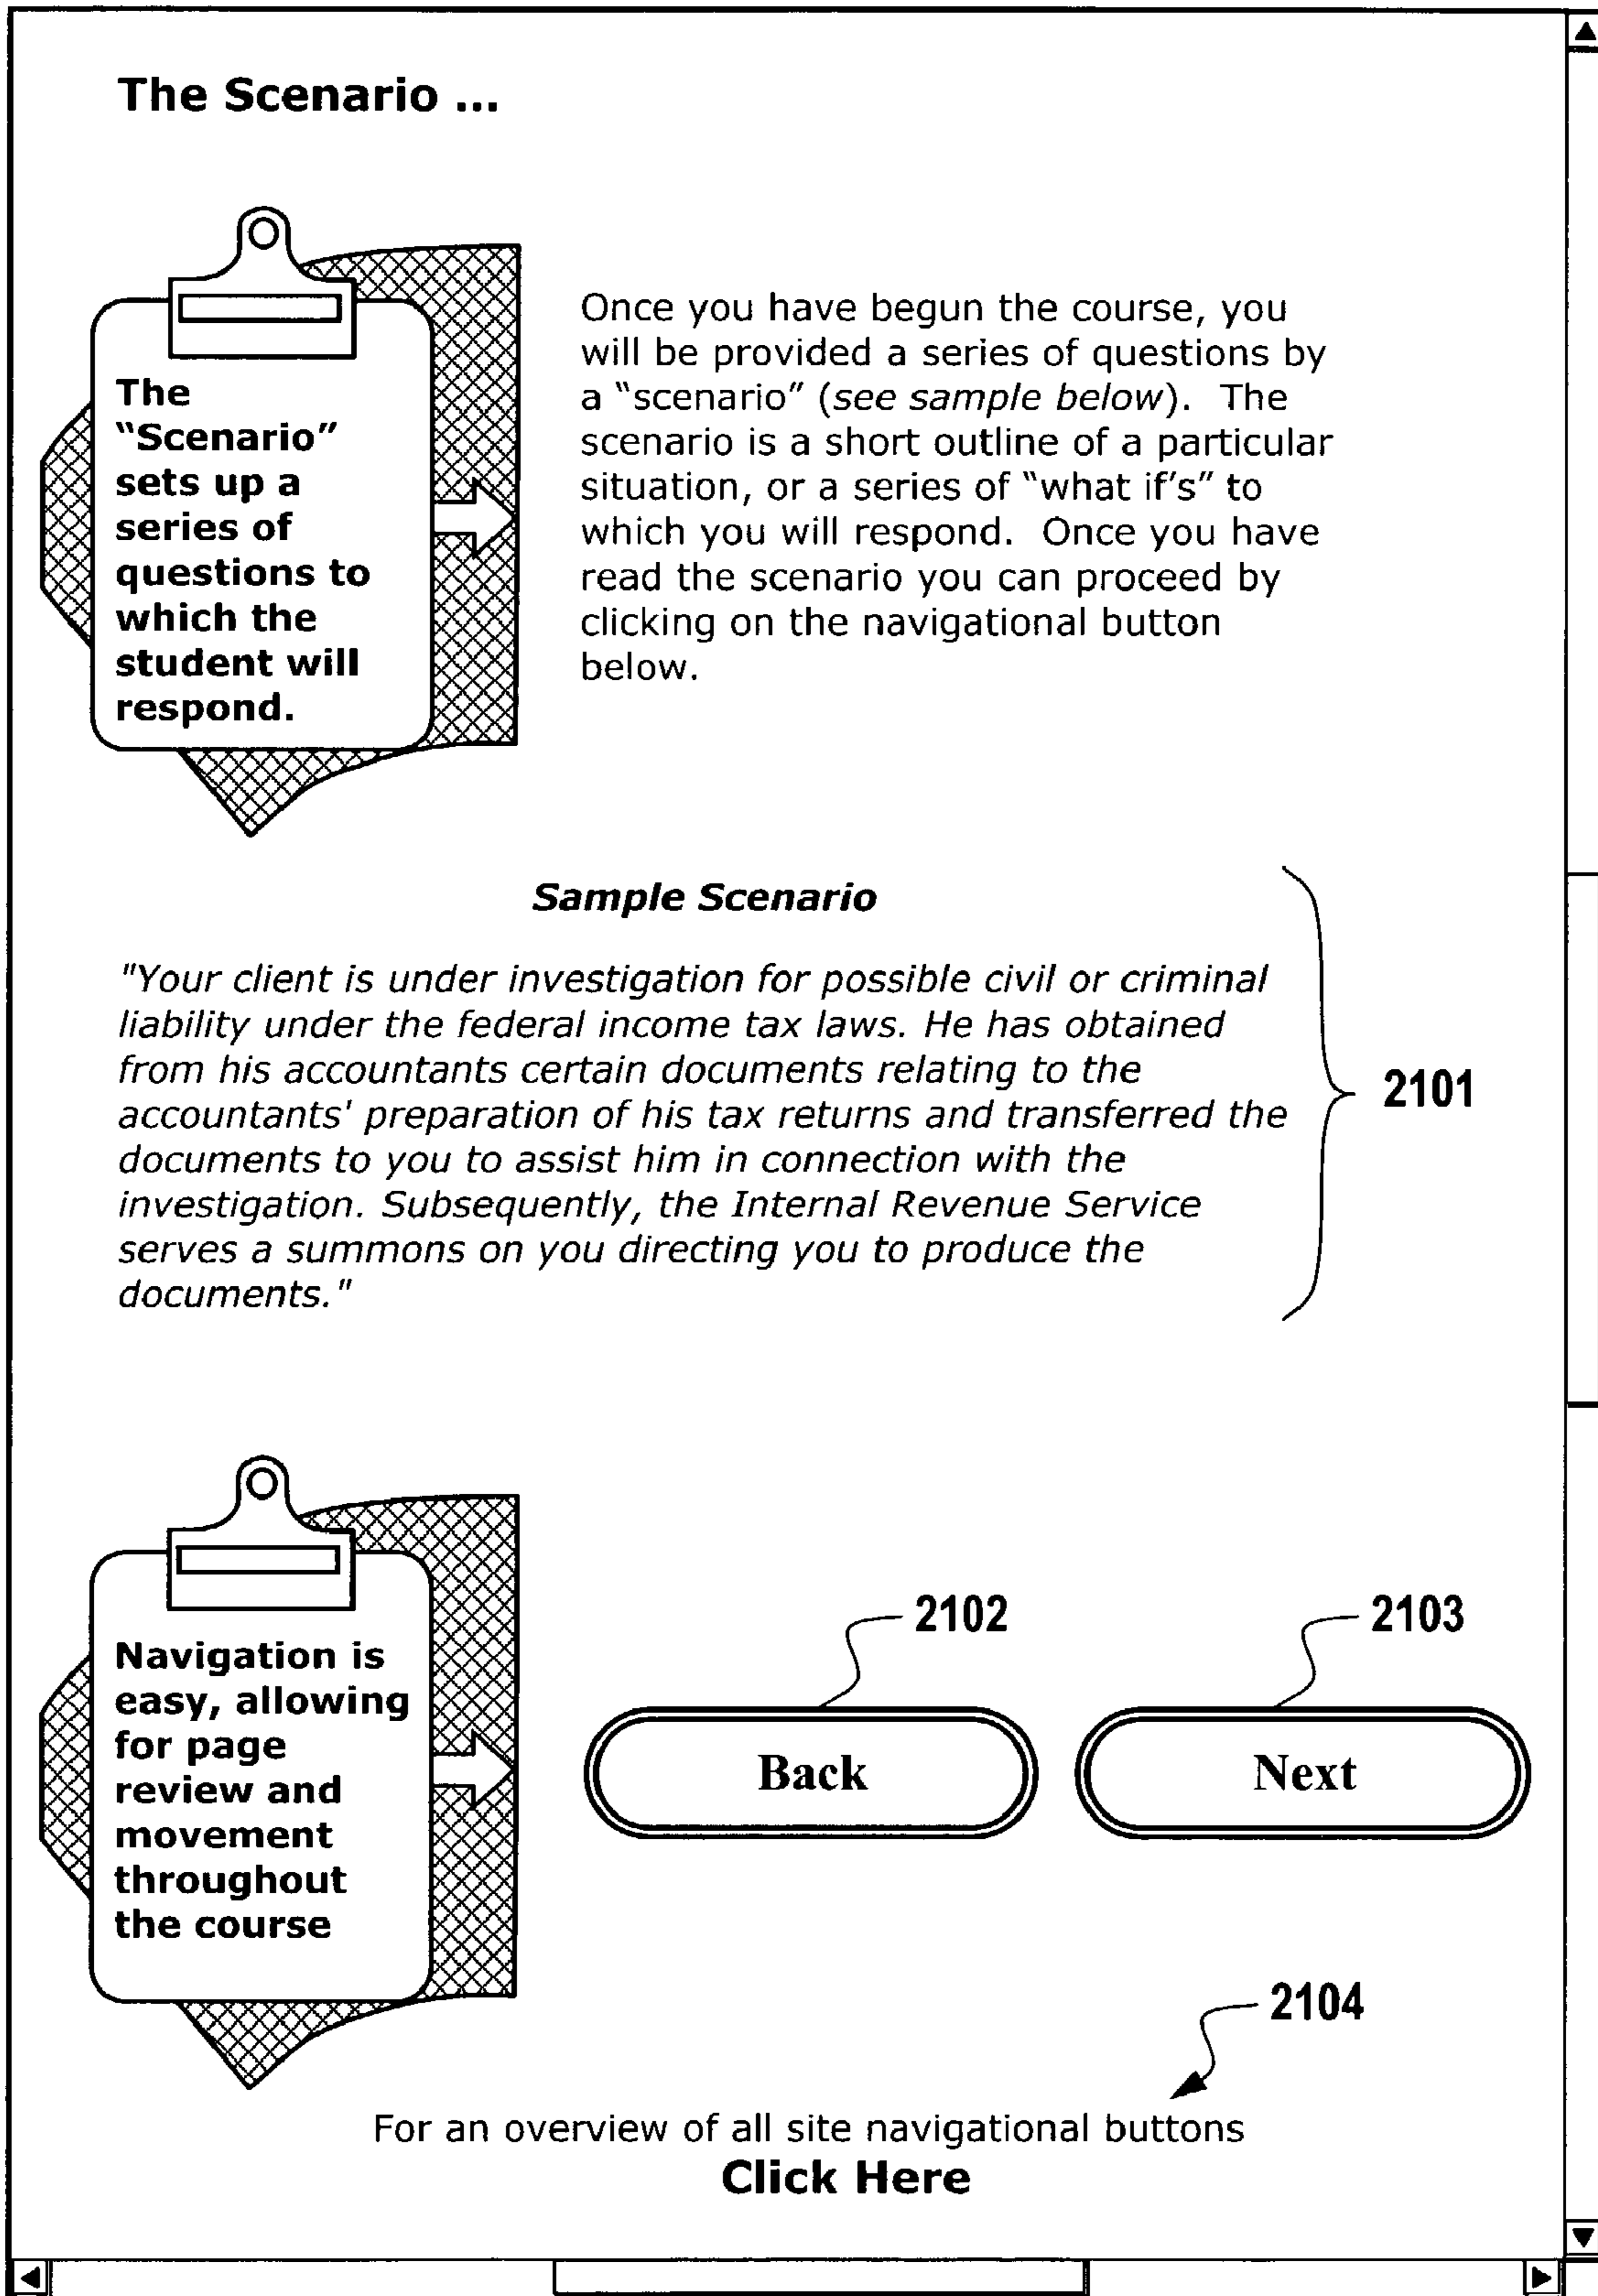 The Scenario ...
The
“Scenario”
sets up a
series of
questions to
which the
student will
respond.
Once you have begun the course, you
will be provided a series of questions by
a “scenario” (see sample below). The
scenario is a short outline of a particular
situation, or a series of “what if's” to
which you will respond. Once you have
read the scenario you can proceed by
clicking on the navigational button
below.
Sample Scenario
"Your client is under investigation for possible civil or criminal
liability under the federal income tax laws. He has obtained
from his accountants certain documents relating to the
accountants' preparation of his tax returns and transferred the
documents to you to assist him in connection with the
investigation. Subsequently, the Internal Revenue Service
serves a summons on you directing you to produce the
documents."
2101
Navigation is
easy, allowing
for page
review and
movement
throughout
the course
2102
2103
Back
Next
2104
For an overview of all site navigational buttons
Click Here